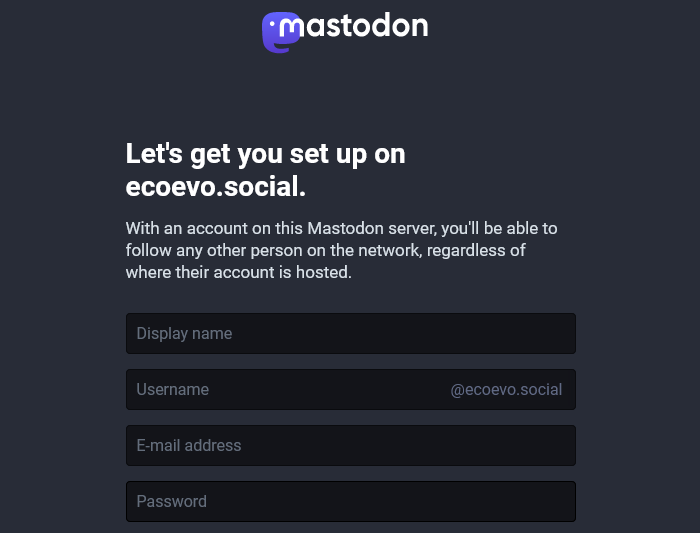 mastodon
Let's get you set up on
ecoevo.social.
With an account on this Mastodon server, you'll be able to
follow any other person on the network, regardless of
where their account is hosted.
Display name
Username @ecoevo.social
E-mail address
Password